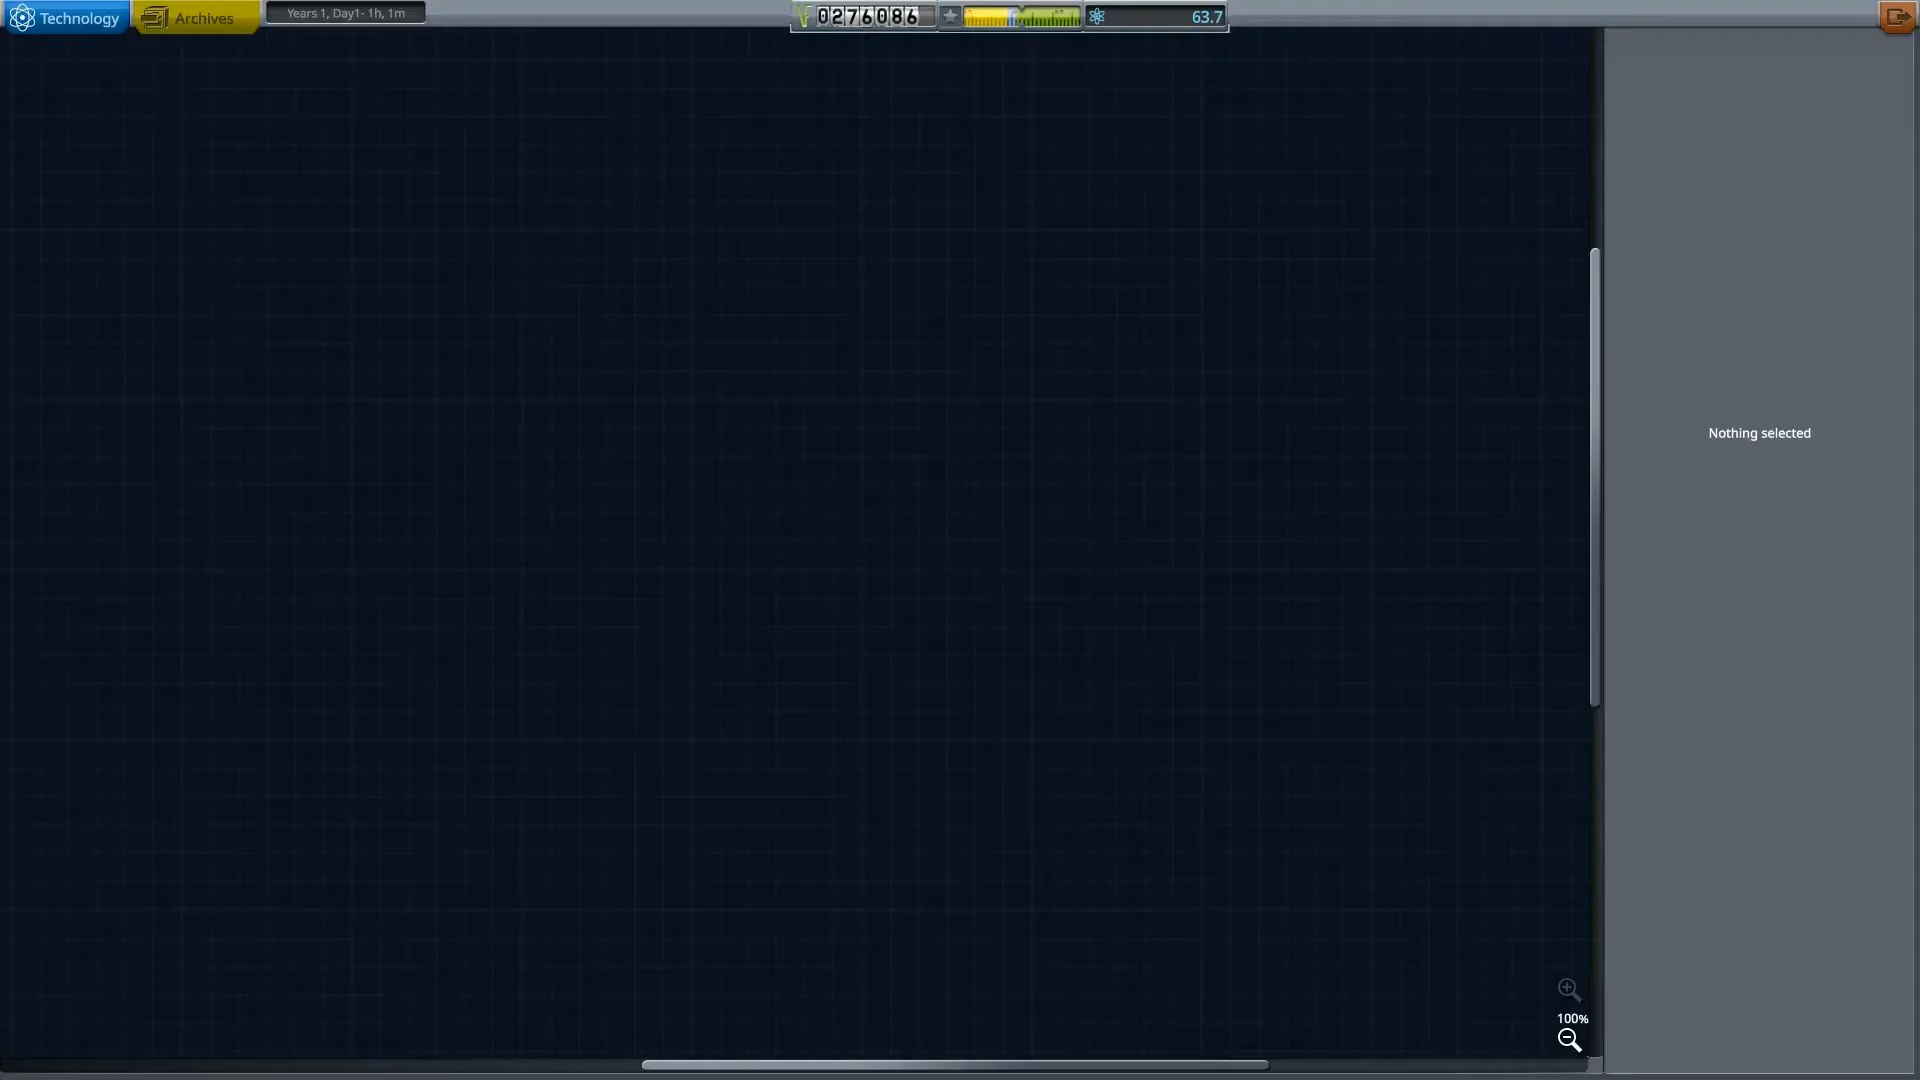 Technology
Archives
Years 1, Day1- 1h, 1m
0276086
63.7
Nothing selected
100%